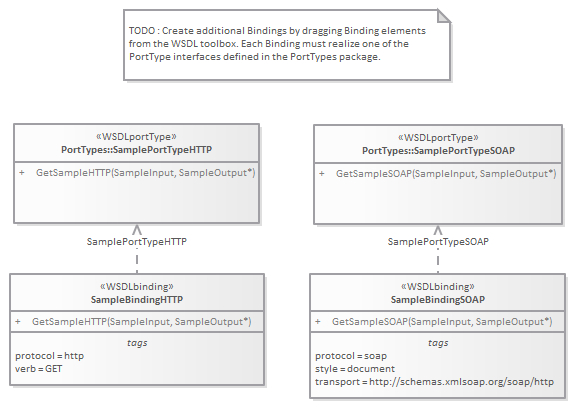 TODO : Create additional Bindings by dragging Binding elements
from the WSDL toolbox. Each Binding must realize one of the
PortType interfaces defined in the PortTypes package.
«WSDLportType»
PortTypes::SamplePortTypeHTTP
+ GetSampleHTTP(SampleInput, SampleOutput*)
«WSDLportType»
PortTypes::SamplePortTypeSOAP
+ GetSampleSOAP(SampleInput, SampleOutput*)
SamplePortTypeHTTP
SamplePortTypeSOAP
«WSDLbinding»
SampleBindingHTTP
+ GetSampleHTTP(SampleInput, SampleOutput*)
tags
protocol = http
verb = GET
«WSDLbinding»
SampleBindingSOAP
+ GetSampleSOAP(SampleInput, SampleOutput*)
tags
protocol = soap
style = document
transport = http://schemas.xmlsoap.org/soap/http